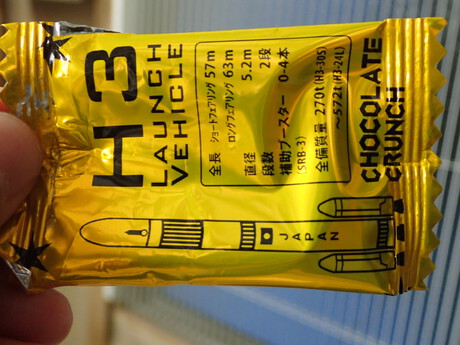 H3
LAUNCH
VEHICLE
全長 ショートフェアリング 57m
ロングフェアリング 63m
直径 5.2m
段数 2段
補助ブースター 0-4本
(SRB-3)
全備質量 270t(H3-30S)
～572t(H3-24L)
CHOCOLATE
CRUNCH
JAPAN